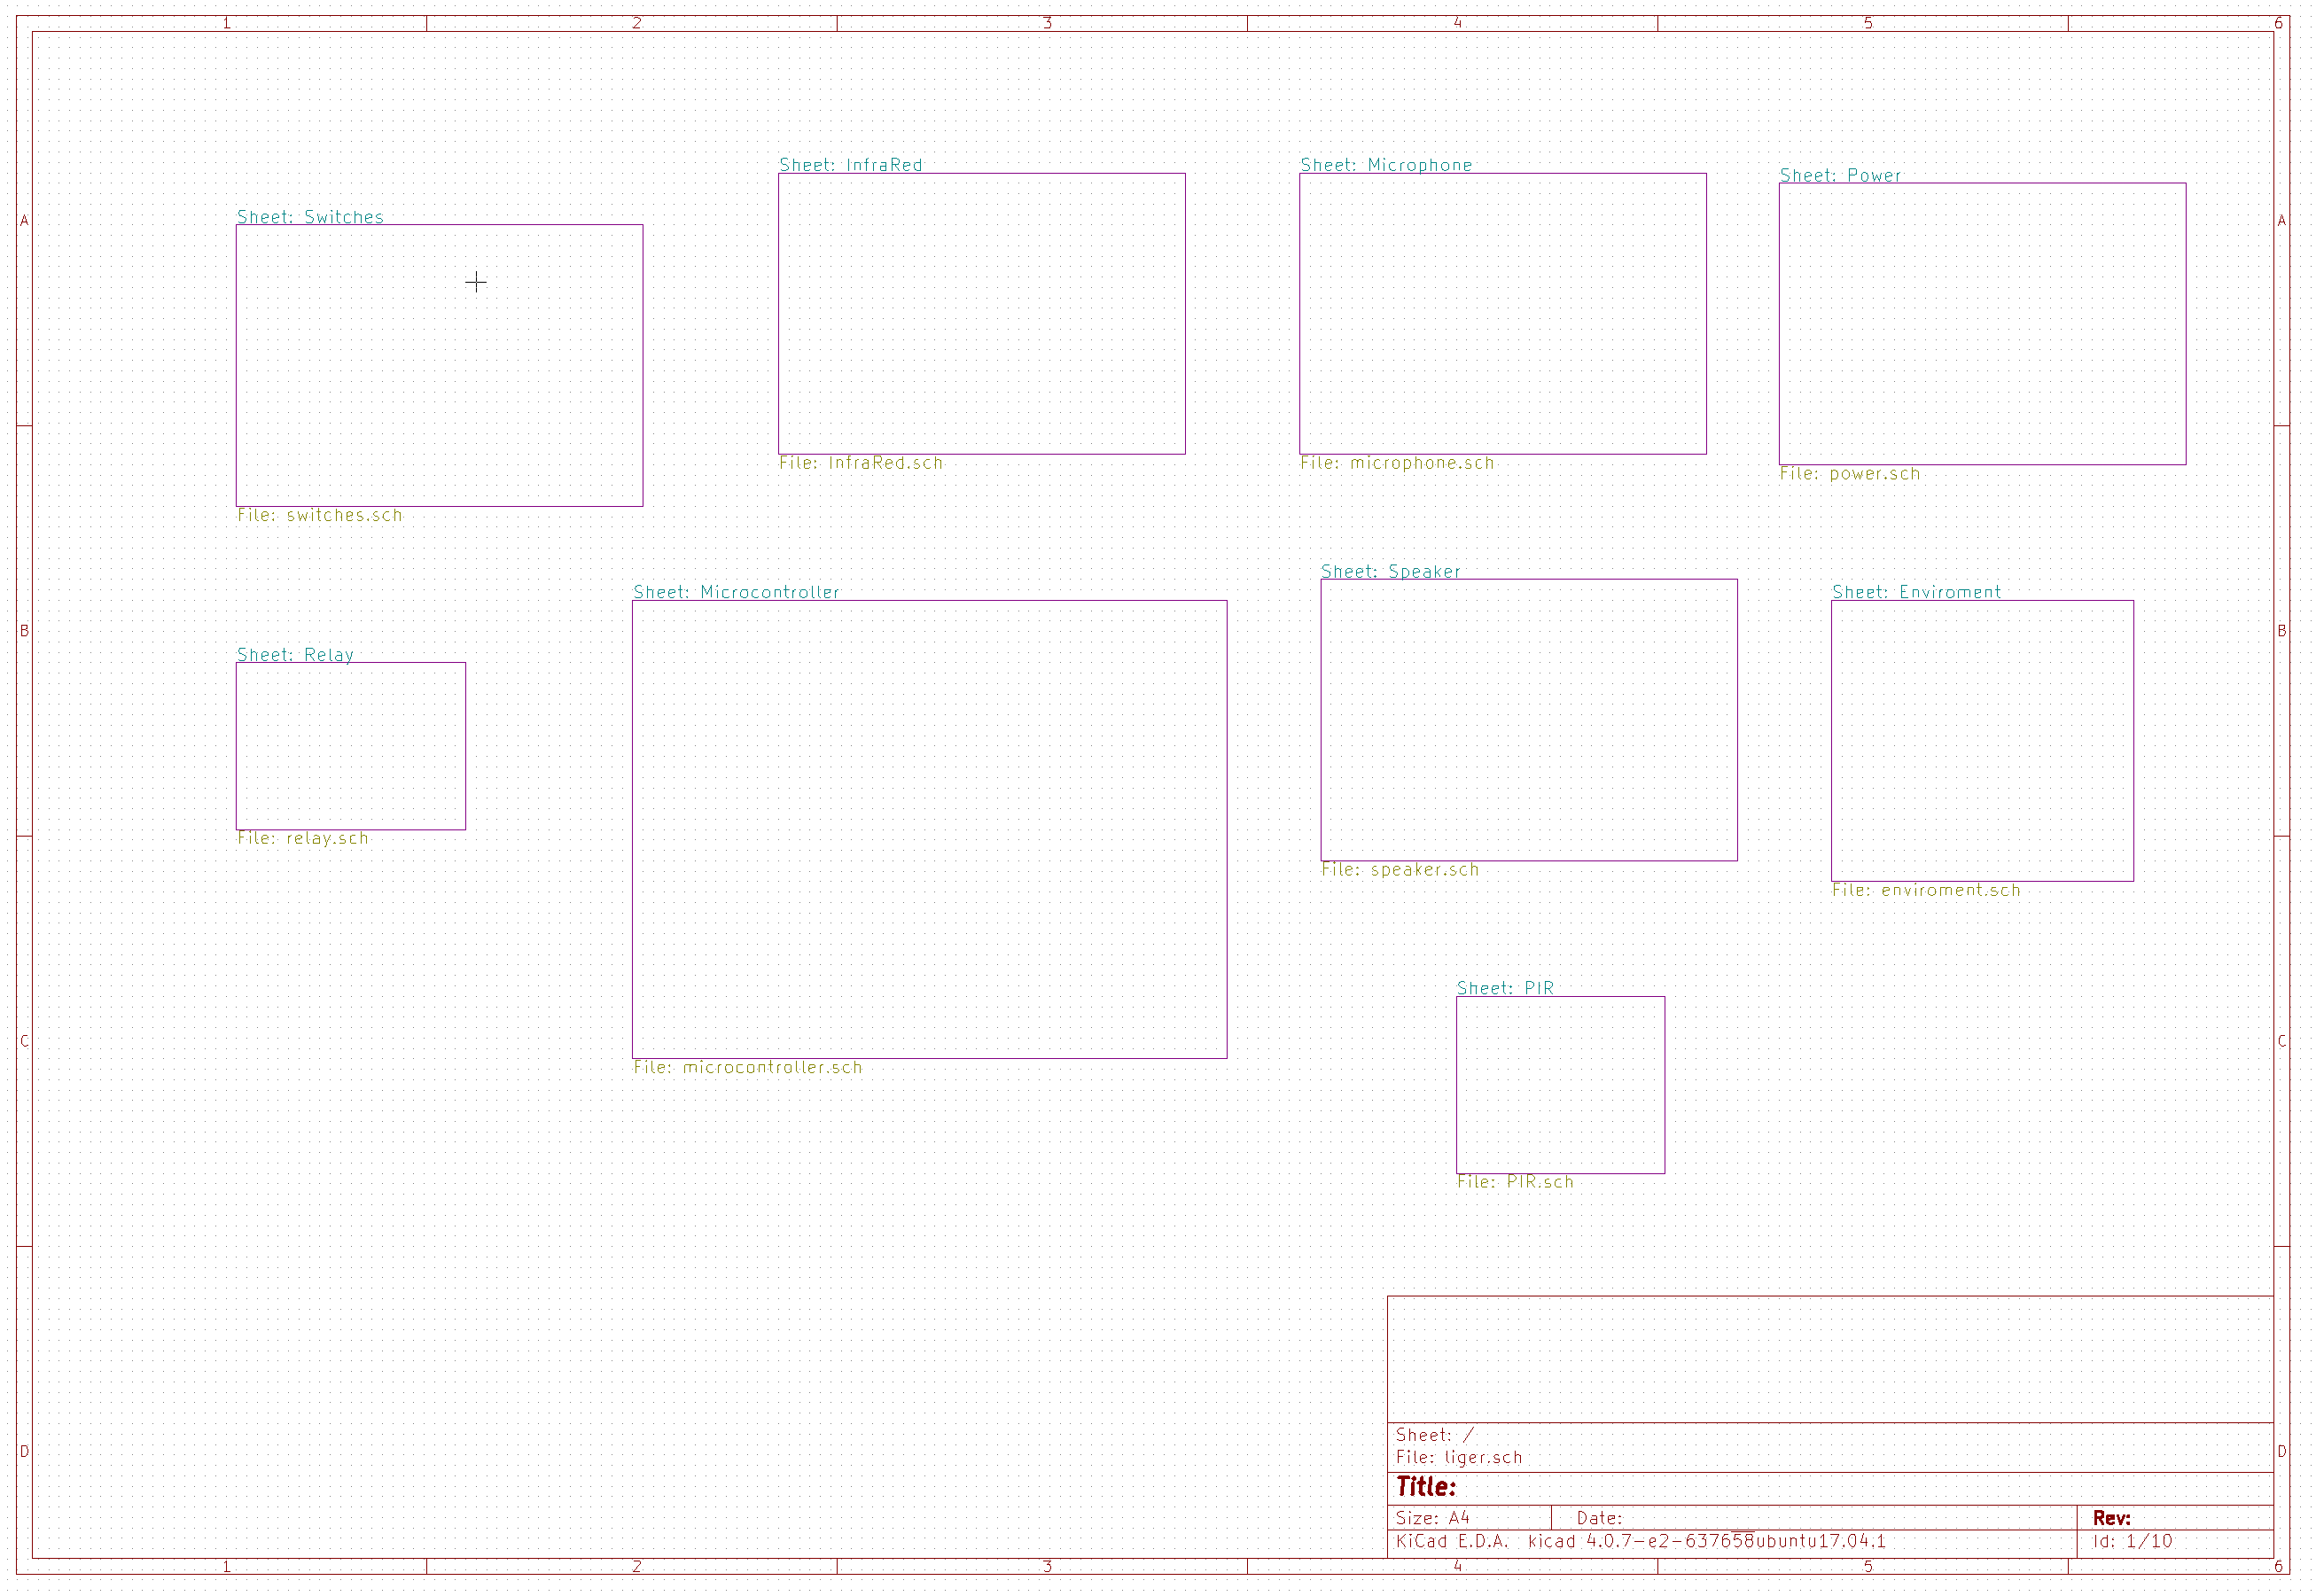 1 2 3 4 5 6
Sheet: InfraRed
Sheet: Microphone
Sheet: Power
Sheet: Switches
A A
File: InfraRed.sch
File: microphone.sch
File: power.sch
File: switches.sch
Sheet: Speaker
Sheet: Microcontroller
Sheet: Enviroment
B B
Sheet: Relay
File: relay.sch
File: speaker.sch
File: enviroment.sch
Sheet: PIR
C C
File: microcontroller.sch
File: PIR.sch
Sheet: /
D D
File: liger.sch
Title:
Size: A4 Date: Rev:
KiCad E.D.A. kicad 4.0.7-e2-637658ubuntu17.04.1 Id: 1/10
1 2 3 4 5 6